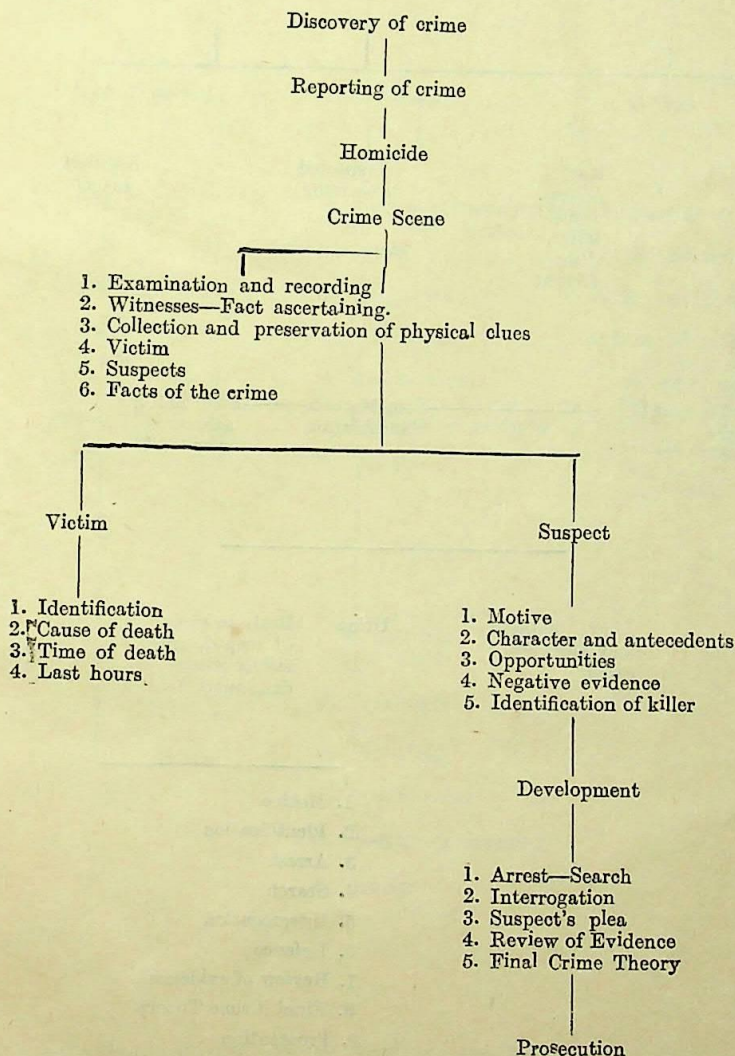 Discovery of crime
Reporting of crime
Homicide
Crime Scene
1. Examination and recording
2. Witnesses—Fact ascertaining.
3. Collection and preservation of physical clues
4. Victim
5. Suspects
6. Facts of the crime
Victim
1. Identification
2. Cause of death
3. Time of death
4. Last hours
Suspect
1. Motive
2. Character and antecedents
3. Opportunities
4. Negative evidence
5. Identification of killer
Development
1. Arrest—Search
2. Interrogation
3. Suspect's plea
4. Review of Evidence
5. Final Crime Theory
Prosecution